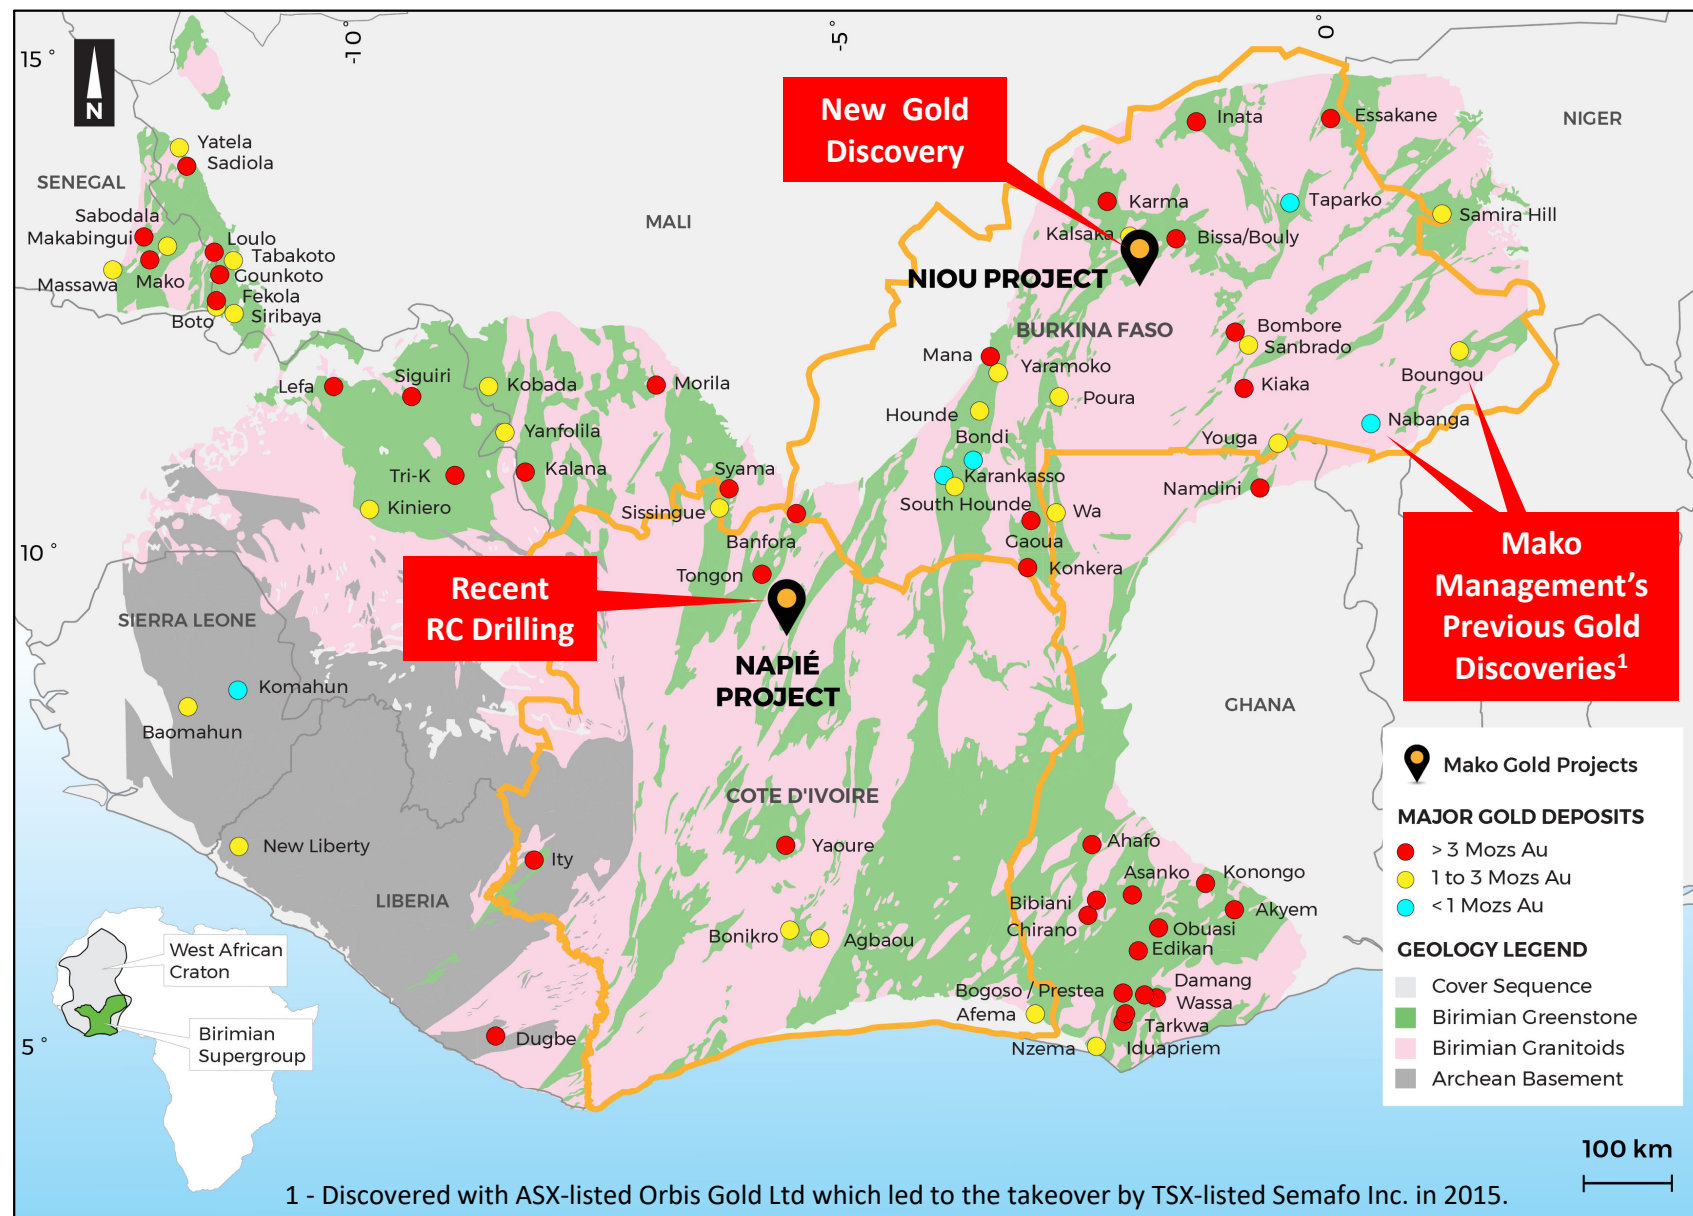 15 °
-10°
-5°
0°
N
New Gold
Discovery
Inata
Essakane
NIGER
Yatela
Sadiola
SENEGAL
Sabodala
Makabingui
Loulo
Tabakoto
Gounkoto
Massawa
Mako
Fekola
Boto
Siribaya
MALI
Karma
Taparko
Samira Hill
Kalsaka
Bissa/Bouly
NIOU PROJECT
BURKINA FASO
Bombore
Sanbrado
Mana
Yaramoko
Boungou
Lefa
Siguiri
Kobada
Morila
Kiaka
Poura
Hounde
Nabanga
Yanfolila
Bondi
Youga
Tri-K
Kalana
Syama
Karankasso
Namdini
Kiniero
Sissingue
South Hounde
Wa
Banfora
Gaoua
10 °
Tongon
Konkera
Recent
RC Drilling
Mako
Management’s
Previous Gold
Discoveries1
SIERRA LEONE
NAPIÉ
PROJECT
Komahun
Baomahun
GHANA
COTE D'IVOIRE
New Liberty
Ity
Yaoure
Ahafo
LIBERIA
Asanko
Konongo
Bibiani
Akyem
Chirano
Obuasi
Bonikro
Agbaou
Edikan
Damang
Bogoso / Prestea
Wassa
Afema
Tarkwa
Dugbe
Nzema
Iduapriem
5 °
West African
Craton
Birimian
Supergroup
Mako Gold Projects
MAJOR GOLD DEPOSITS
> 3 Mozs Au
1 to 3 Mozs Au
< 1 Mozs Au
GEOLOGY LEGEND
Cover Sequence
Birimian Greenstone
Birimian Granitoids
Archean Basement
100 km
1 - Discovered with ASX-listed Orbis Gold Ltd which led to the takeover by TSX-listed Semafo Inc. in 2015.